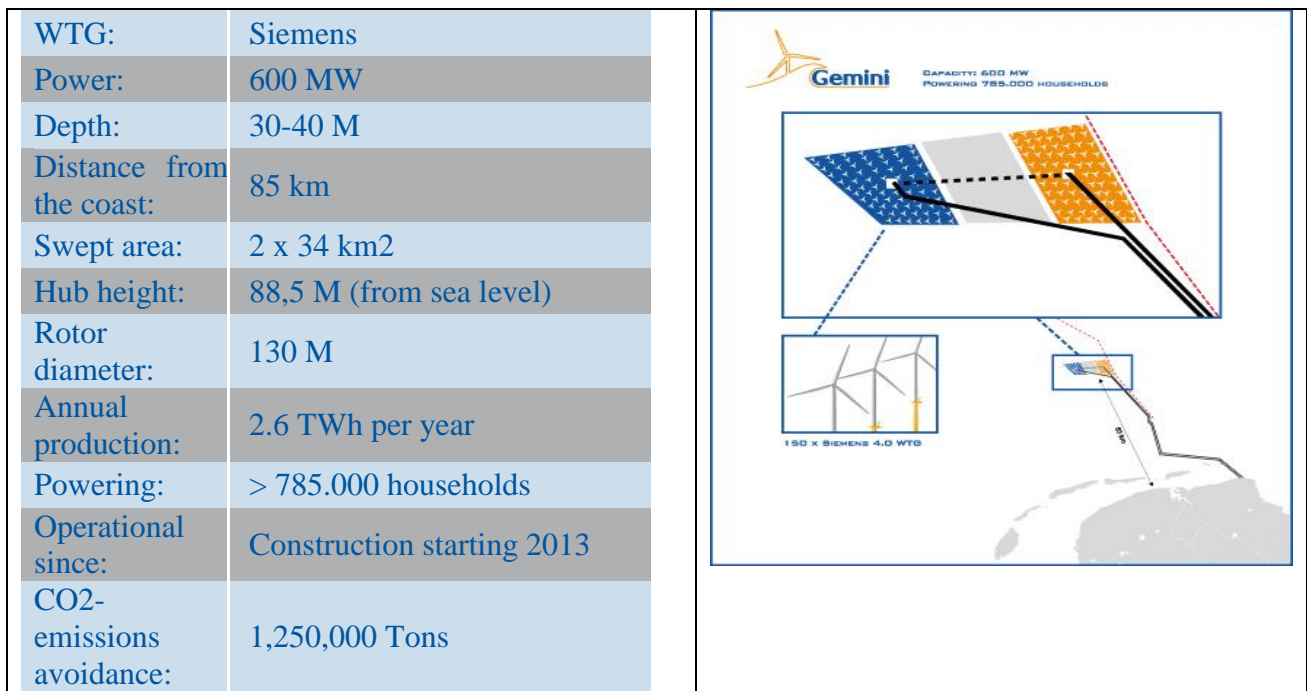 WTG: Siemens
Power: 600 MW
Depth: 30-40 M
Distance from
the coast: 85 km
Swept area: 2 x 34 km2
Hub height: 88,5 M (from sea level)
Rotor
diameter: 130 M
Annual
production: 2.6 TWh per year
Powering: > 785.000 households
Operational
since: Construction starting 2013
CO2-
emissions
avoidance: 1,250,000 Tons
Gemini
CAPACITY: 600 MW
POWERING 785.000 HOUSEHOLDS
150 x SIEMENS 4.0 WTG